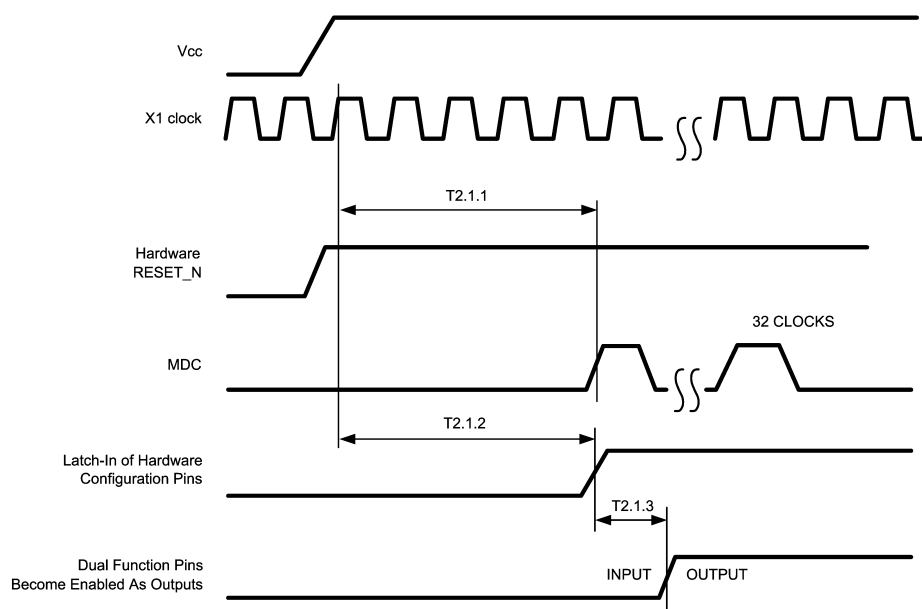 Vcc
X1 clock
T2.1.1
Hardware
RESET_N
32 CLOCKS
MDC
T2.1.2
Latch-In of Hardware
Configuration Pins
T2.1.3
Dual Function Pins
Become Enabled As Outputs
INPUT
OUTPUT